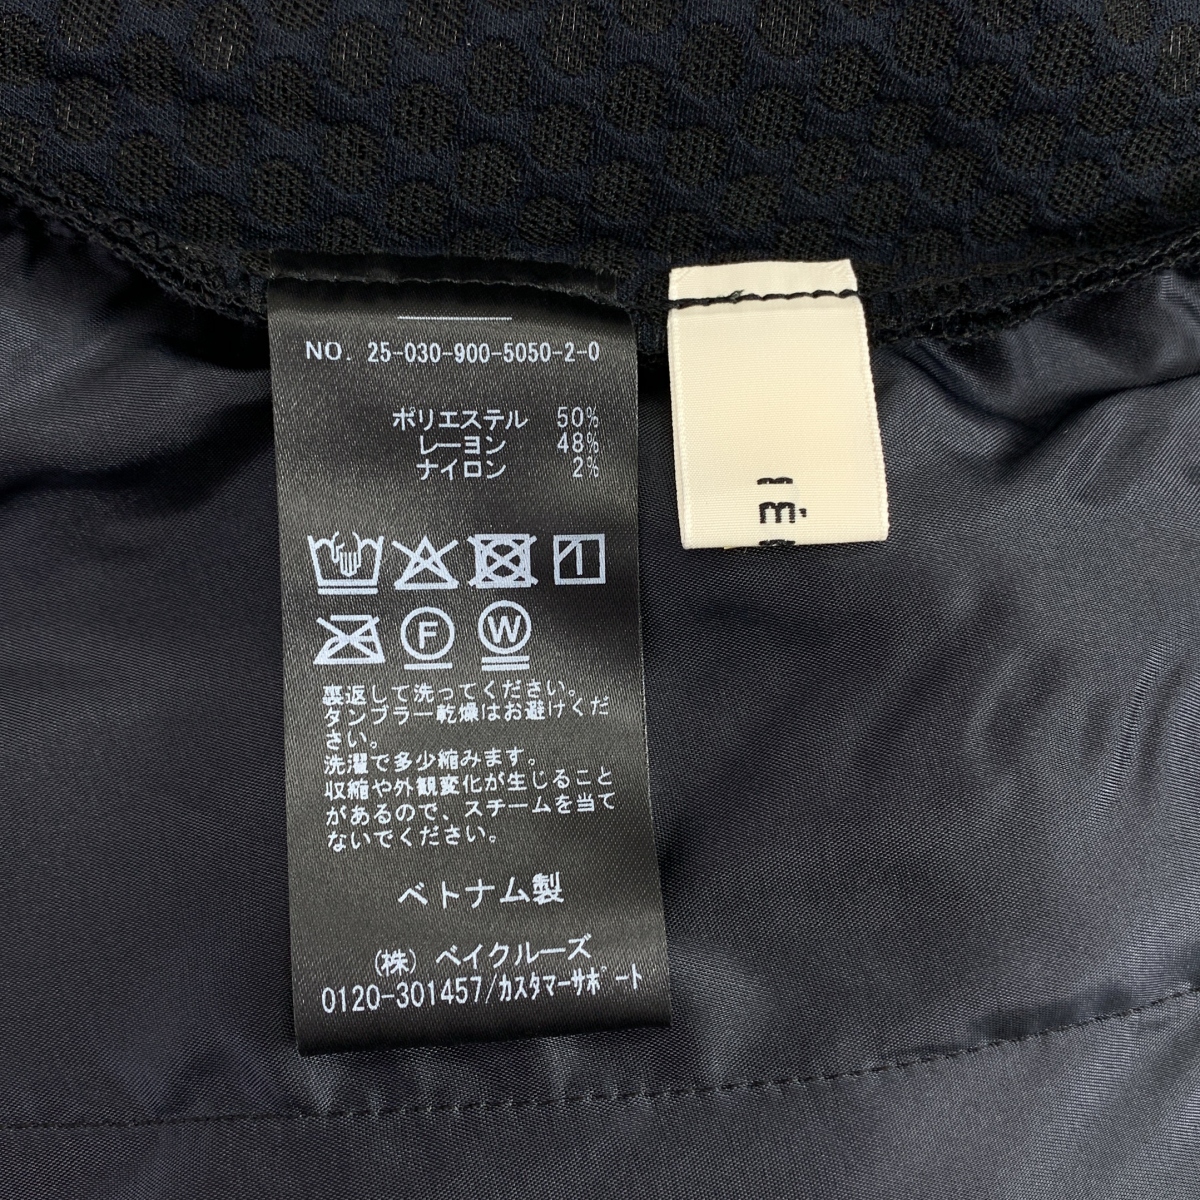 NO. 25-030-900-5050-2-0
ポリエステル 50%
レーヨン 48%
ナイロン 2%
F W
裏返して洗ってください。
タンブラー乾燥はお避けくだ
さい。
洗濯で多少縮みます。
収縮や外観変化が生じること
があるので、スチームを当て
ないでください。
ベトナム製
(株) ベイクルーズ
0120-301457/カスタマーサポート